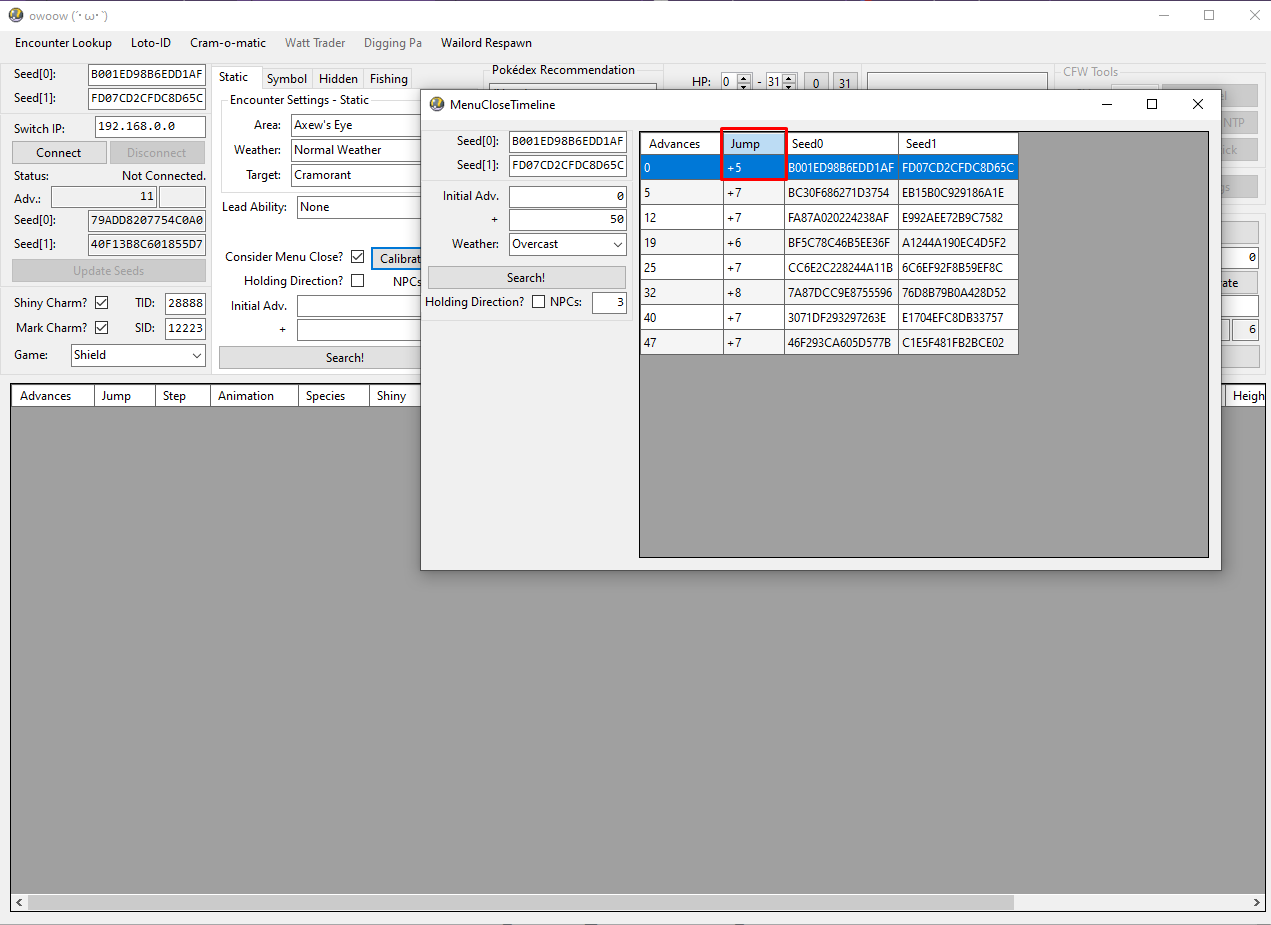 owoow (´･ω･`)
Encounter Lookup Loto-ID Cram-o-matic Watt Trader Digging Pa Wailord Respawn
Seed[0]: B001ED98B6EDD1AF
Seed[1]: FD07CD2CFDC8D65C
Switch IP: 192.168.0.0
Connect Disconnect
Status: Not Connected.
Adv.: 11
Seed[0]: 79ADD8207754C0A0
Seed[1]: 40F13B8C601855D7
Update Seeds
Shiny Charm? TID: 28888
Mark Charm? SID: 12223
Game: Shield
Static Symbol Hidden Fishing
Encounter Settings - Static
Area: Axew's Eye
Weather: Normal Weather
Target: Cramorant
Lead Ability: None
Consider Menu Close? Calibrat
Holding Direction? NPCs
Initial Adv.
+
Search!
Pokédex Recommendation
HP: 0 - 31 0 31
CFW Tools
NTP
ick
gs
0
ate
6
MenuCloseTimeline
Seed[0]: B001ED98B6EDD1AF
Seed[1]: FD07CD2CFDC8D65C
Initial Adv. 0
+ 50
Weather: Overcast
Search!
Holding Direction? NPCs: 3
Advances Jump Seed0 Seed1
0 +5 B001ED98B6EDD1AF FD07CD2CFDC8D65C
5 +7 BC30F686271D3754 EB15B0C929186A1E
12 +7 FA87A020224238AF E992AEE72B9C7582
19 +6 BF5C78C46B5EE36F A1244A190EC4D5F2
25 +7 CC6E2C228244A11B 6C6EF92F8B59EF8C
32 +8 7A87DCC9E8755596 76D8B79B0A428D52
40 +7 3071DF293297263E E1704EFC8DB33757
47 +7 46F293CA605D577B C1E5F481FB2BCE02
Advances Jump Step Animation Species Shiny Heigh